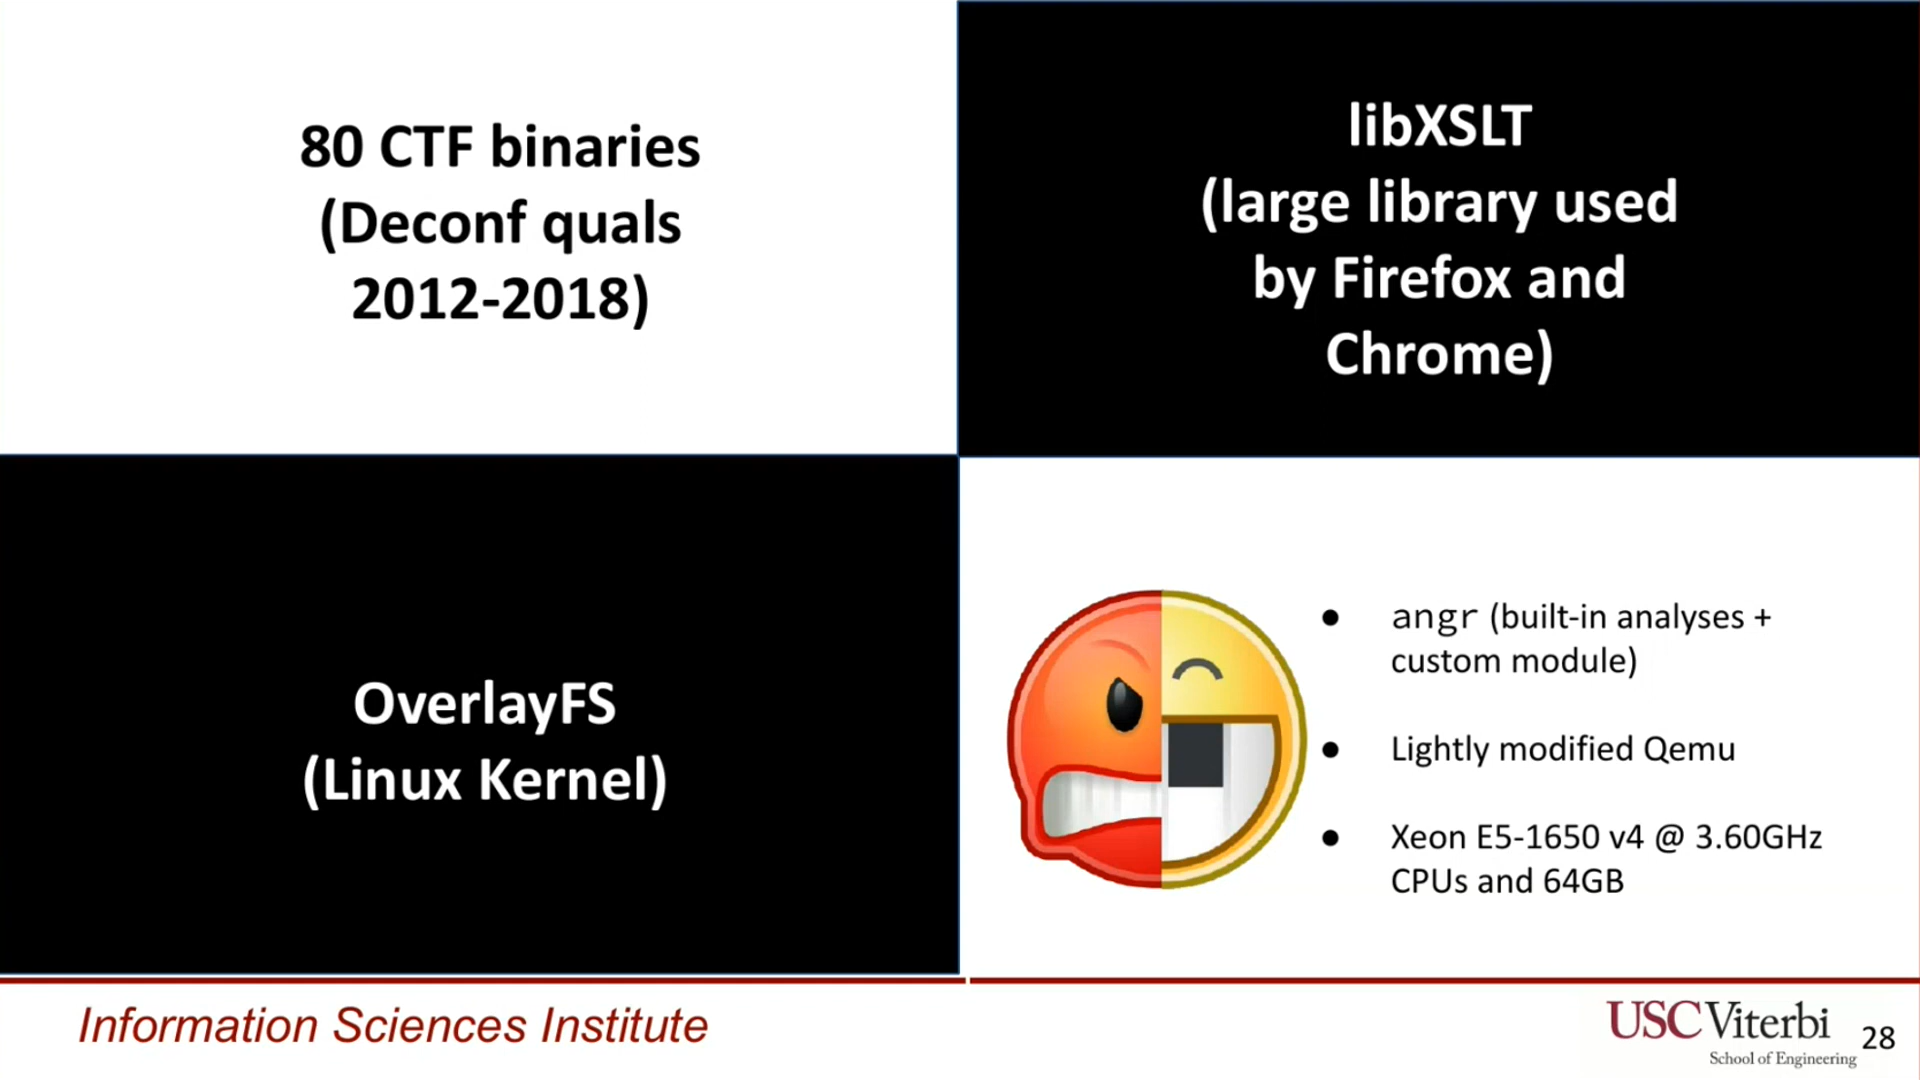 80 CTF binaries
(Deconf quals
2012-2018)
libXSLT
(large library used
by Firefox and
Chrome)
OverlayFS
(Linux Kernel)
● angr (built-in analyses +
custom module)
● Lightly modified Qemu
● Xeon E5-1650 v4 @ 3.60GHz
CPUs and 64GB
Information Sciences Institute
USC Viterbi
School of Engineering
28